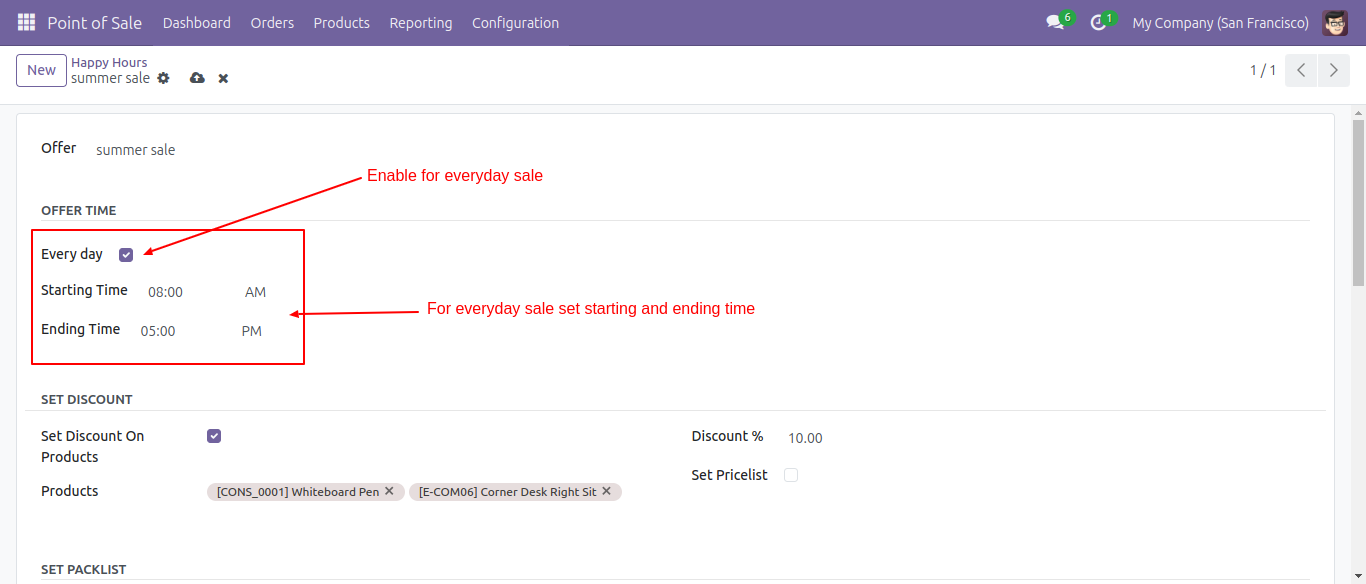 Point of Sale Dashboard Orders Products Reporting Configuration 6 1 My Company (San Francisco)
New Happy Hours
summer sale 1 / 1
Offer summer sale
Enable for everyday sale
OFFER TIME
Every day
Starting Time 08:00 AM
For everyday sale set starting and ending time
Ending Time 05:00 PM
SET DISCOUNT
Set Discount On
Products
Discount % 10.00
Set Pricelist
Products [CONS_0001] Whiteboard Pen [E-COM06] Corner Desk Right Sit
SET PACKLIST